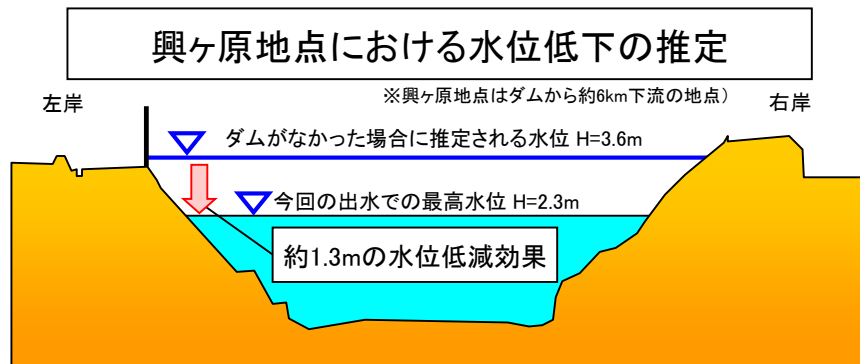 興ヶ原地点における水位低下の推定
※興ヶ原地点はダムから約6km下流の地点）
左岸
右岸
ダムがなかった場合に推定される水位 H=3.6m
今回の出水での最高水位 H=2.3m
約1.3mの水位低減効果